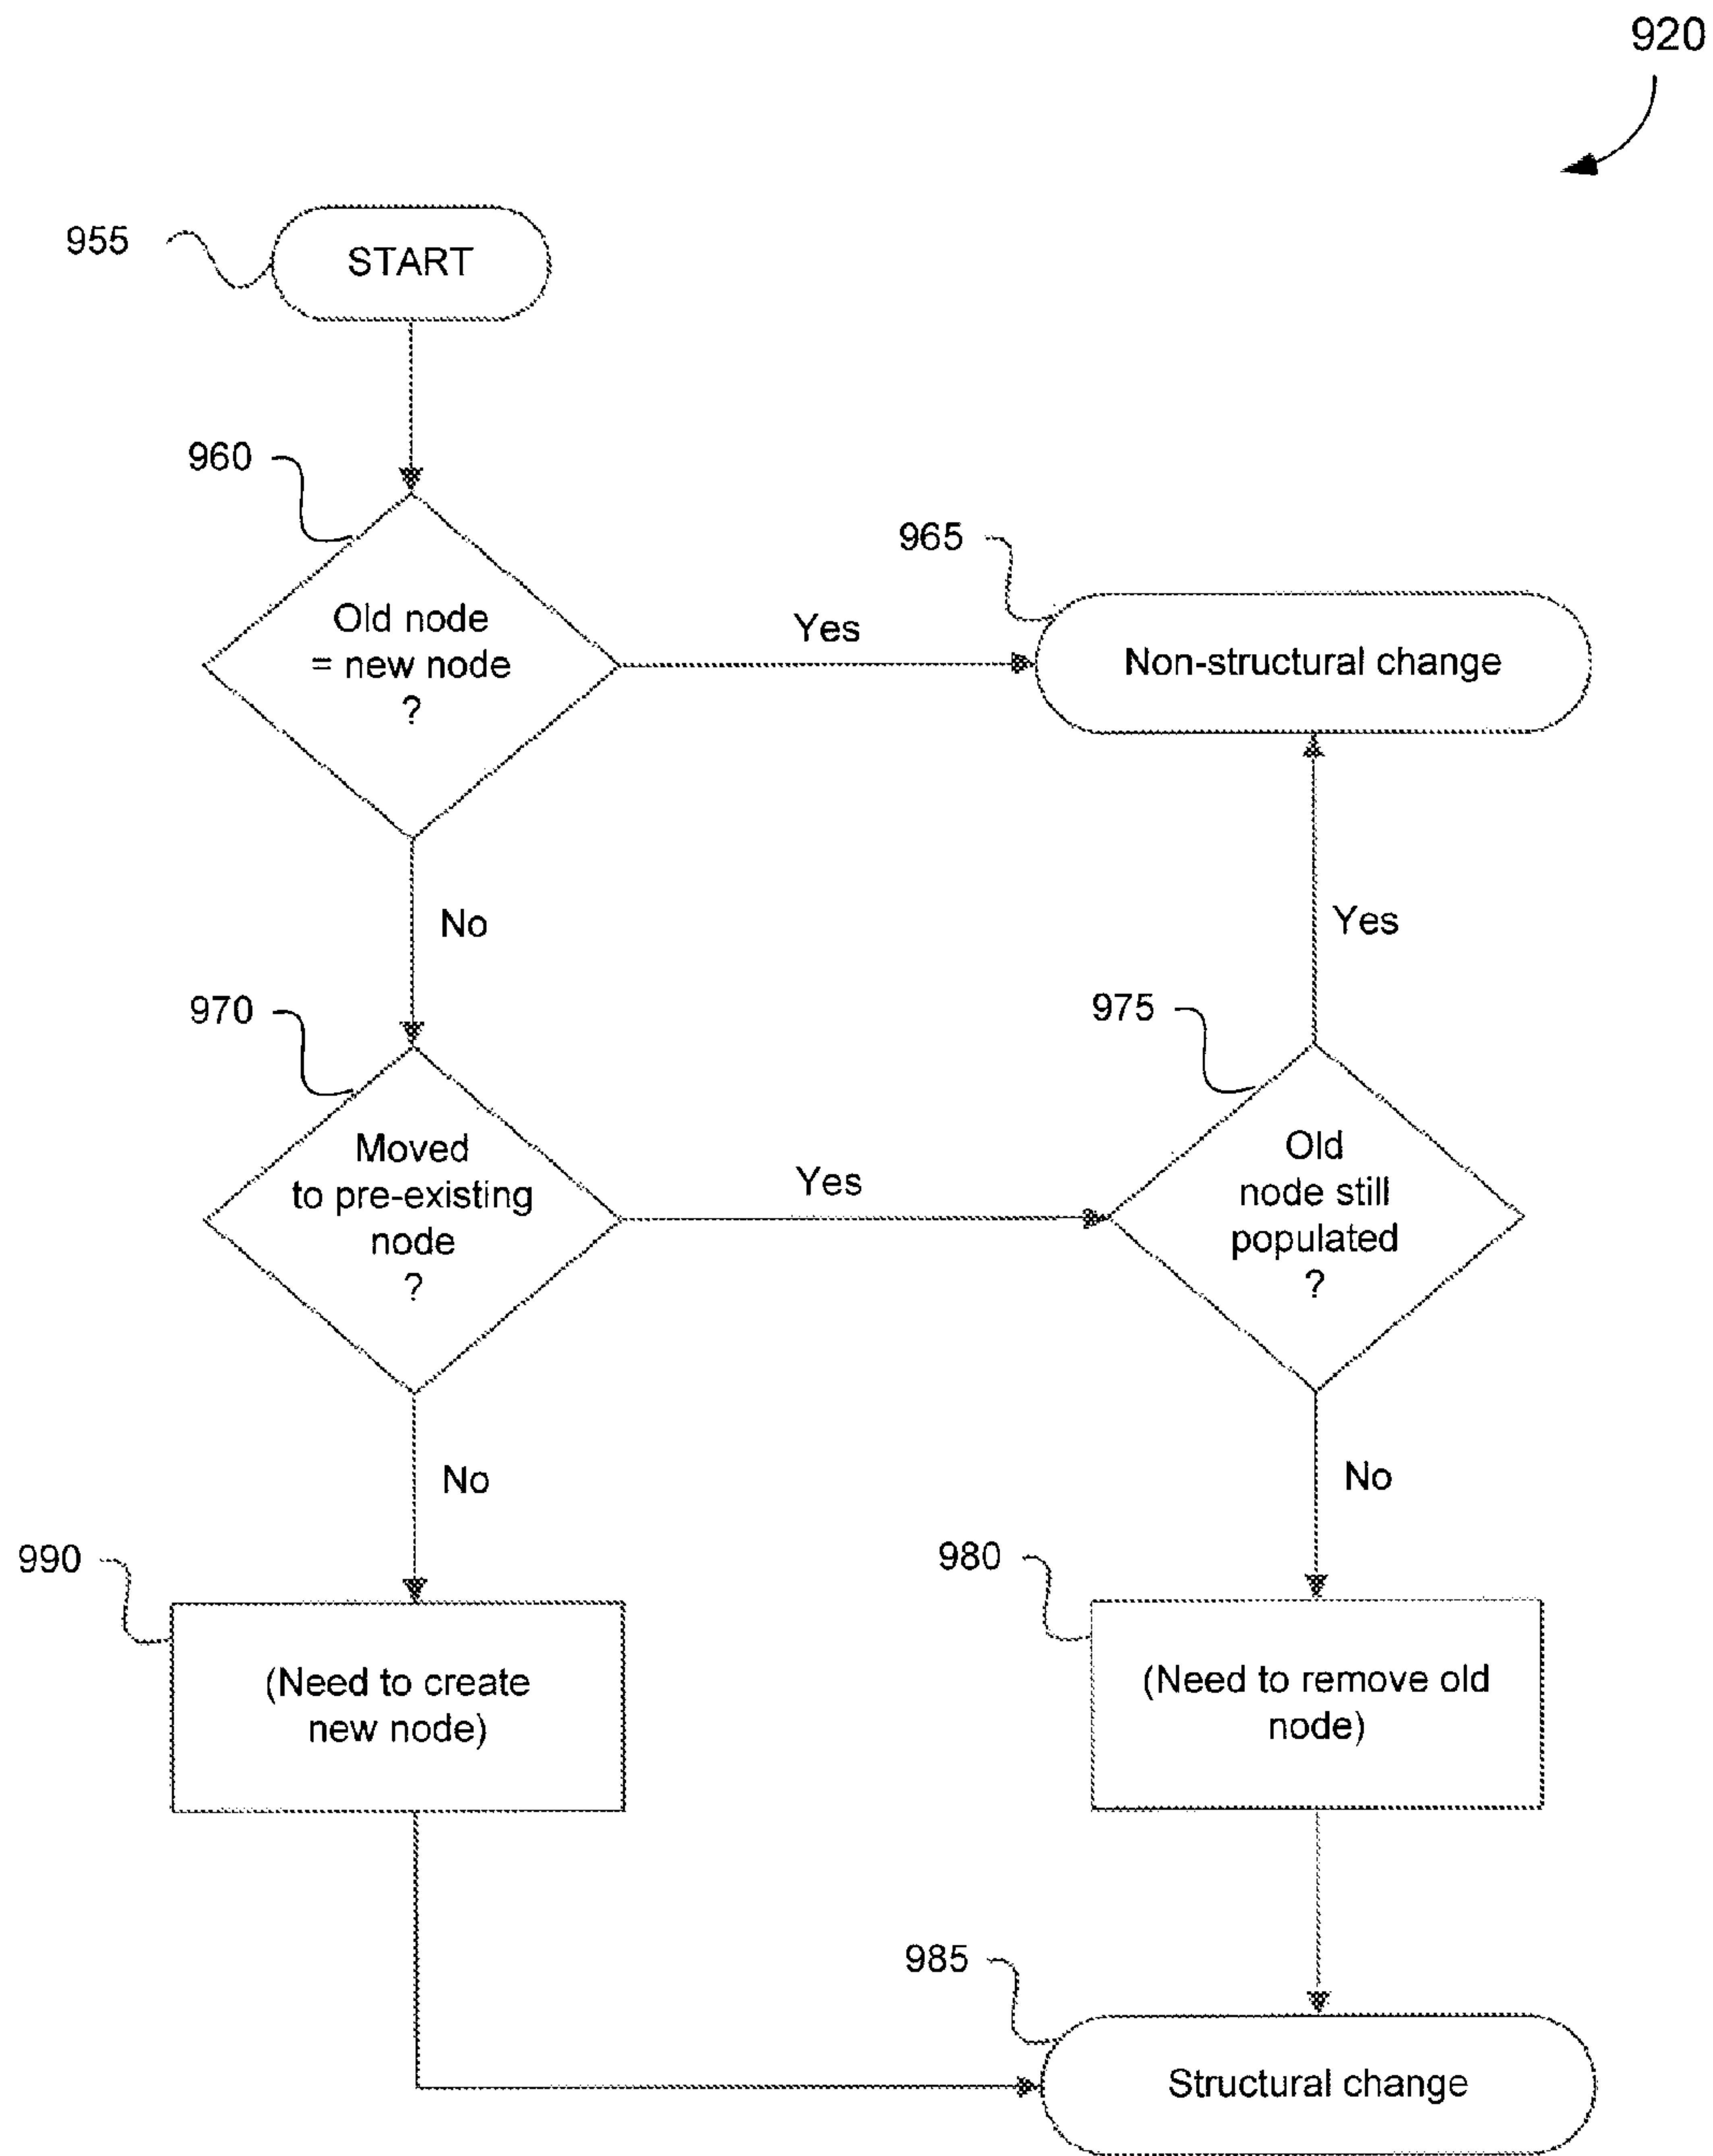 920
955
START
960
Old node
= new node
?
Yes
965
Non-structural change
No
Yes
970
Moved
to pre-existing
node
?
Yes
975
Old
node still
populated
?
No
No
990
(Need to create
new node)
980
(Need to remove old
node)
985
Structural change